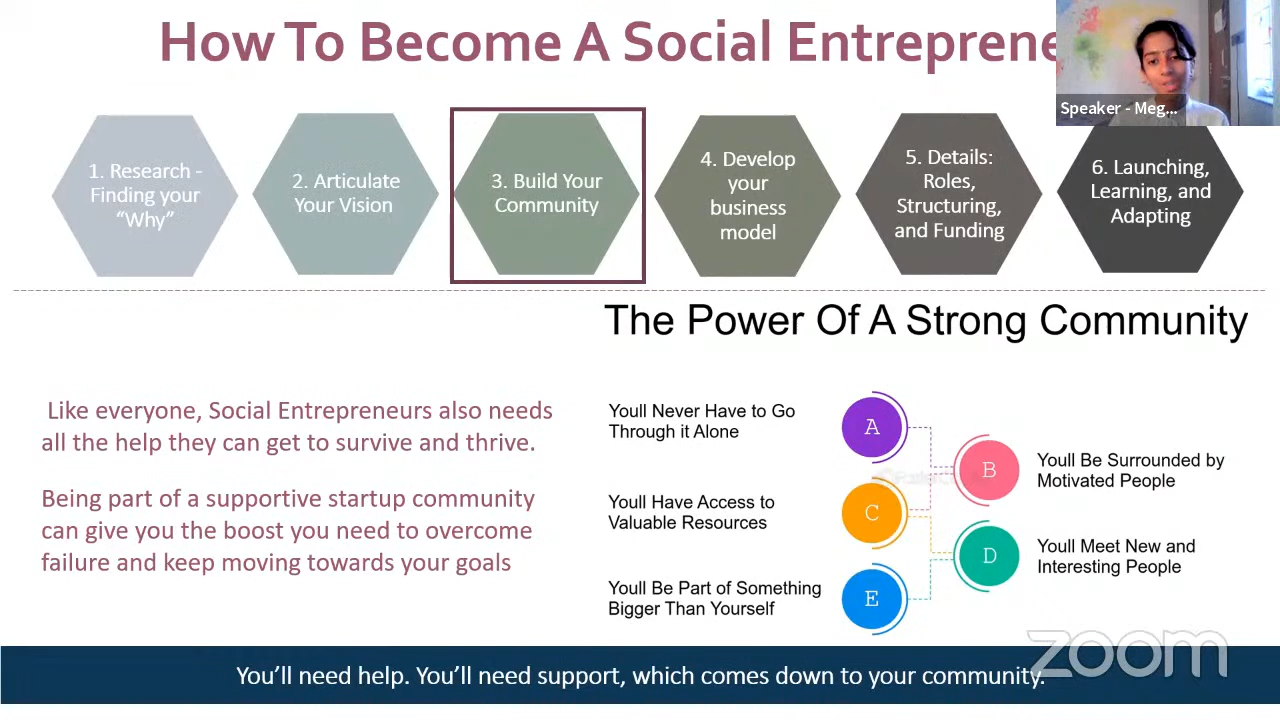 How To Become A Social Entreprene
Speaker - Meg...
1. Research -
Finding your
“Why”
2. Articulate
Your Vision
3. Build Your
Community
4. Develop
your
business
model
5. Details:
Roles,
Structuring,
and Funding
6. Launching,
Learning, and
Adapting
The Power Of A Strong Community
Like everyone, Social Entrepreneurs also needs
all the help they can get to survive and thrive.
Being part of a supportive startup community
can give you the boost you need to overcome
failure and keep moving towards your goals
Youll Never Have to Go
Through it Alone
A
B
Youll Be Surrounded by
Motivated People
Youll Have Access to
Valuable Resources
C
D
Youll Meet New and
Interesting People
Youll Be Part of Something
Bigger Than Yourself
E
zoom
You’ll need help. You’ll need support, which comes down to your community.